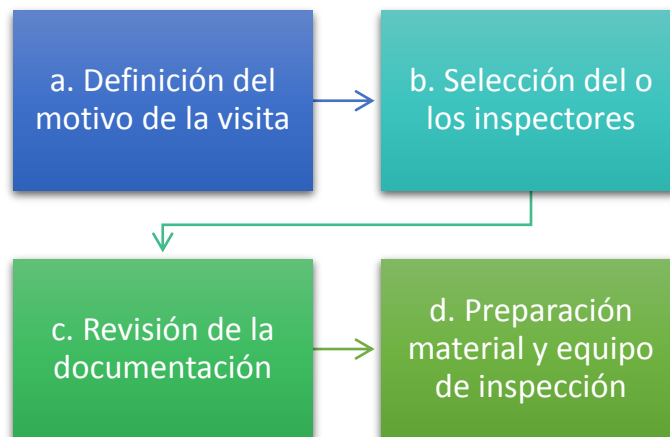 a. Definición del
motivo de la visita
b. Selección del o
los inspectores
c. Revisión de la
documentación
d. Preparación
material y equipo
de inspección